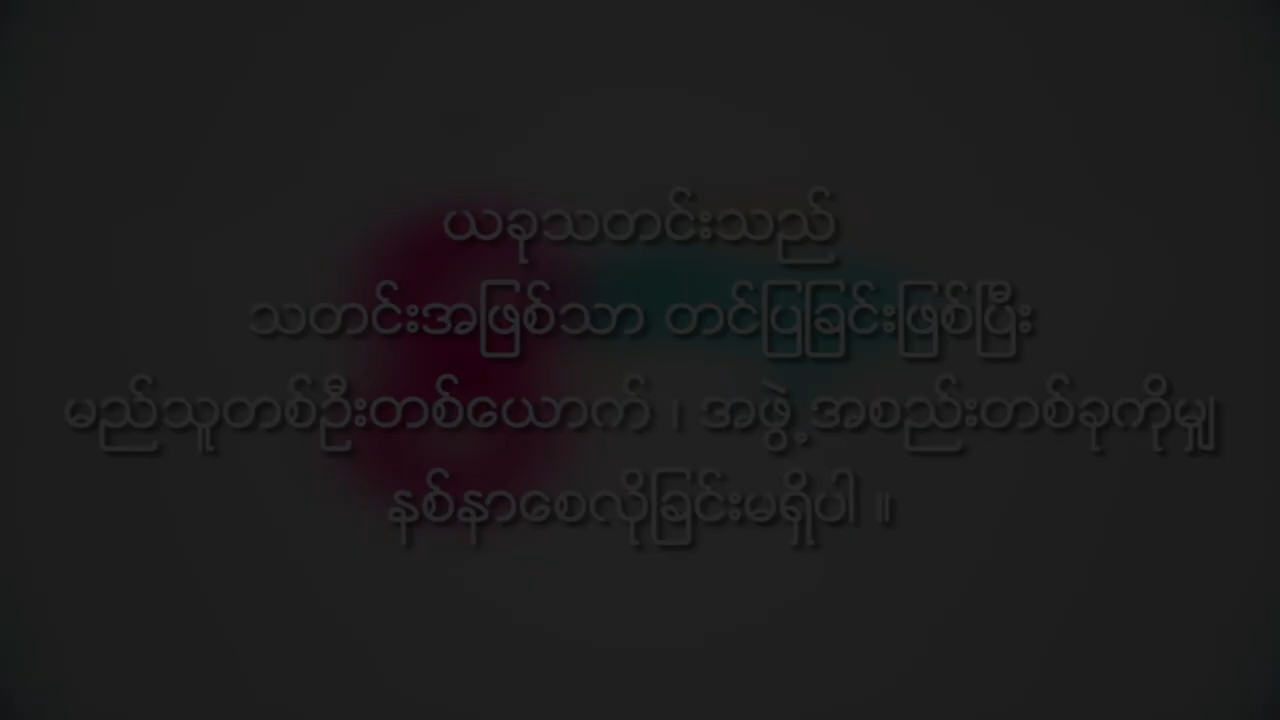 ယခုသတင်းသည်
သတင်းအဖြစ်သာ တင်ပြခြင်းဖြစ်ပြီး
မည်သူတစ်ဦးတစ်ယောက် ၊ အဖွဲ့အစည်းတစ်ခုကိုမျှ
နစ်နာစေလိုခြင်းမရှိပါ ။